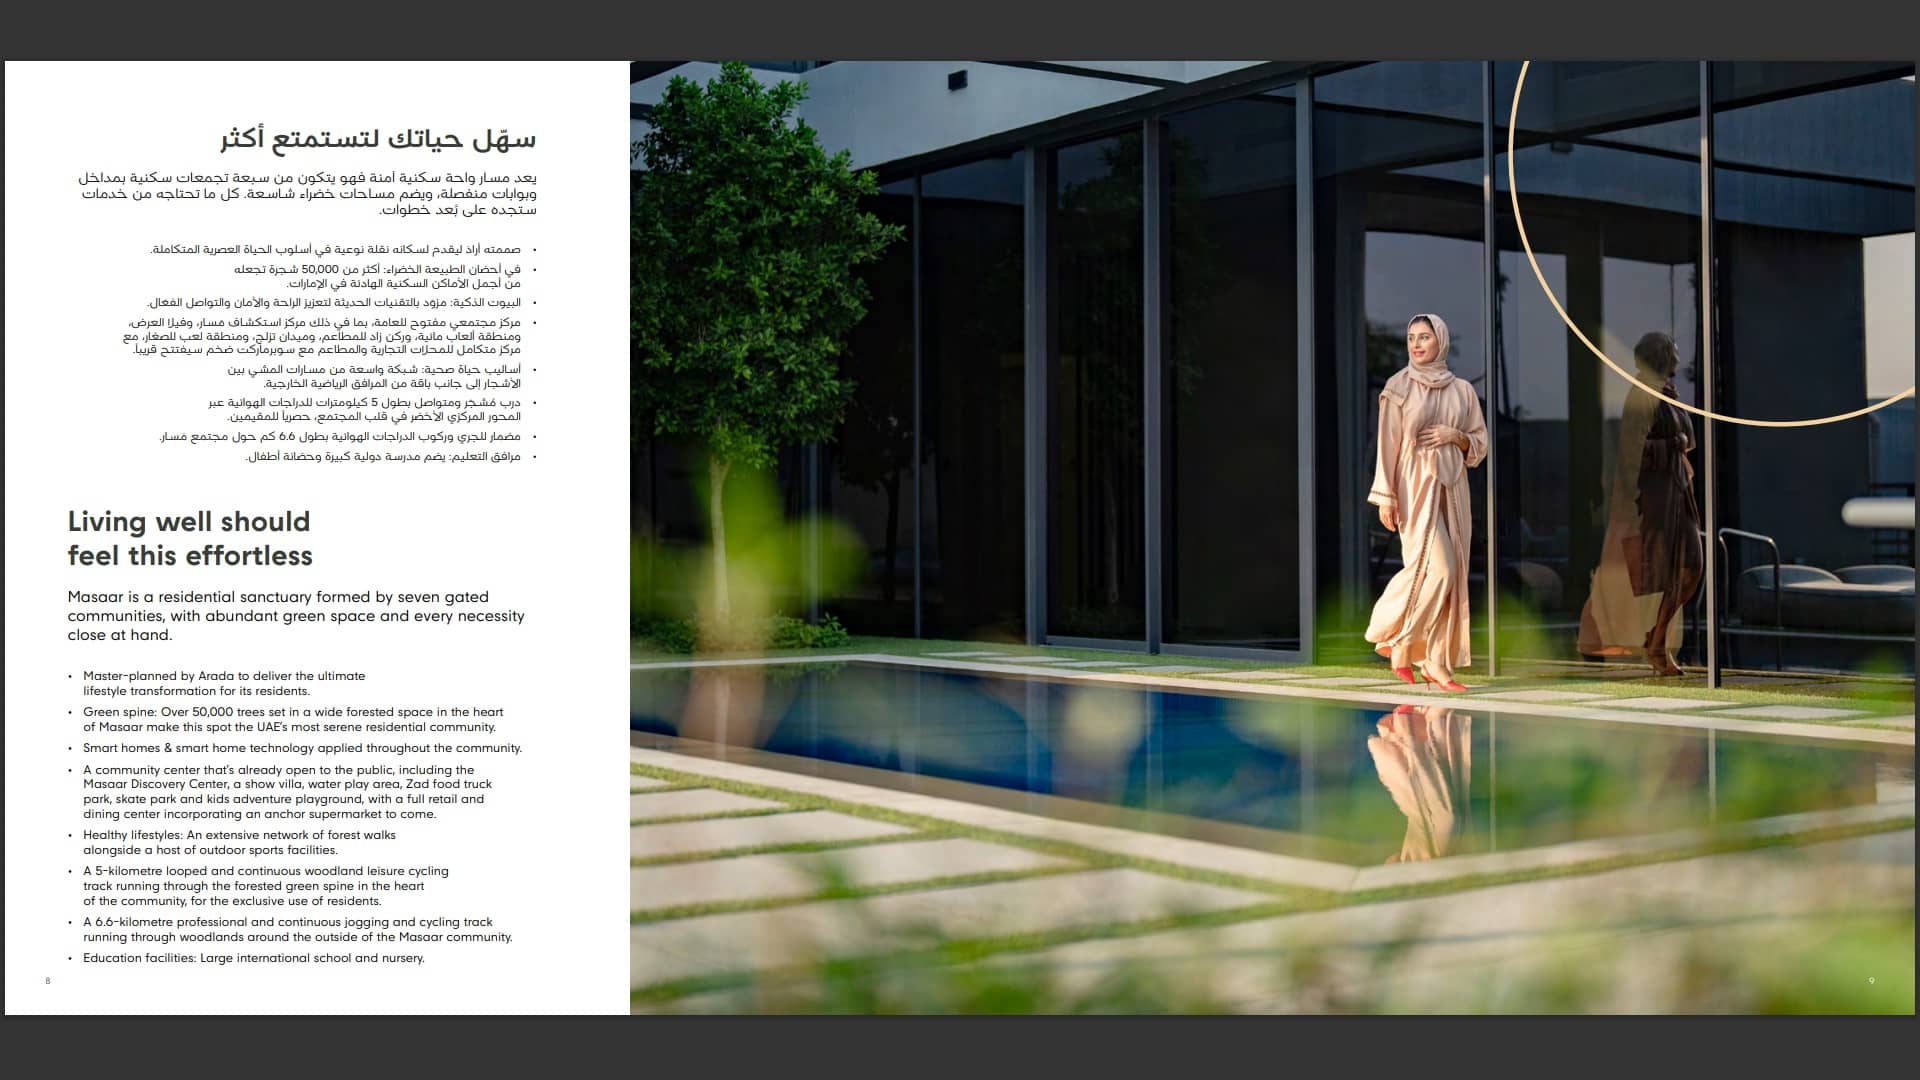 سهّل حياتك لتستمتع أكثر
يعد مسار واحة سكنية آمنة فهو يتكون من سبعة تجمعات سكنية بمداخل
وبوابات منفصلة، ويضم مساحات خضراء شاسعة. كل ما تحتاجه من خدمات
ستجده على بُعد خطوات.
• صممته أرادَ ليقدم لسكانه نقلة نوعية في أسلوب الحياة العصرية المتكاملة.
• في أحضان الطبيعة الخضراء: أكثر من 50,000 شجرة تجعله
من أجمل الأماكن السكنية الهادئة في الإمارات.
• البيوت الذكية: مزود بالتقنيات الحديثة لتعزيز الراحة والأمان والتواصل الفعال.
• مركز مجتمعي مفتوح للعامة، بما في ذلك مركز استكشاف مَسار، وفيلا العرض،
ومنطقة ألعاب مائية، وركن زاد للمطاعم، وميدان تزلج، ومنطقة لعب للصغار، مع
مركز متكامل للمحلات التجارية والمطاعم مع سوبرماركت ضخم سيفتتح قريباً.
• أساليب حياة صحية: شبكة واسعة من مسارات المشي بين
الأشجار إلى جانب باقة من المرافق الرياضية الخارجية.
• درب مُشجّر ومتواصل بطول 5 كيلومترات للدراجات الهوائية عبر
المحور المركزي الأخضر في قلب المجتمع، حصرياً للمقيمين.
• مضمار للجري وركوب الدراجات الهوائية بطول 6.6 كم حول مجتمع مَسار.
• مرافق التعليم: يضم مدرسة دولية كبيرة وحضانة أطفال.
Living well should
feel this effortless
Masaar is a residential sanctuary formed by seven gated
communities, with abundant green space and every necessity
close at hand.
• Master-planned by Arada to deliver the ultimate
lifestyle transformation for its residents.
• Green spine: Over 50,000 trees set in a wide forested space in the heart
of Masaar make this spot the UAE's most serene residential community.
• Smart homes & smart home technology applied throughout the community.
• A community center that's already open to the public, including the
Masaar Discovery Center, a show villa, water play area, Zad food truck
park, skate park and kids adventure playground, with a full retail and
dining center incorporating an anchor supermarket to come.
• Healthy lifestyles: An extensive network of forest walks
alongside a host of outdoor sports facilities.
• A 5-kilometre looped and continuous woodland leisure cycling
track running through the forested green spine in the heart
of the community, for the exclusive use of residents.
• A 6.6-kilometre professional and continuous jogging and cycling track
running through woodlands around the outside of the Masaar community.
• Education facilities: Large international school and nursery.
8
9